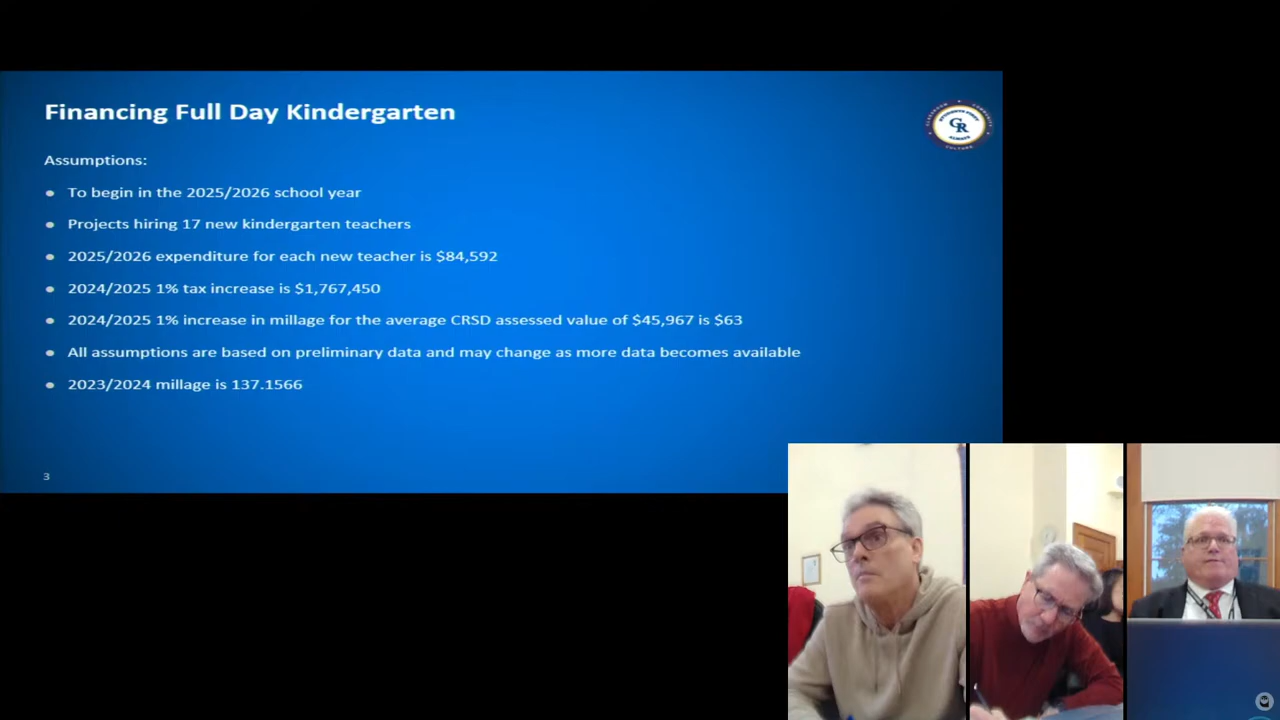 Financing Full Day Kindergarten
Assumptions:
• To begin in the 2025/2026 school year
• Projects hiring 17 new kindergarten teachers
• 2025/2026 expenditure for each new teacher is $84,592
• 2024/2025 1% tax increase is $1,767,450
• 2024/2025 1% increase in millage for the average CRSD assessed value of $45,967 is $63
• All assumptions are based on preliminary data and may change as more data becomes available
• 2023/2024 millage is 137.1566
3
CR
CULTURE